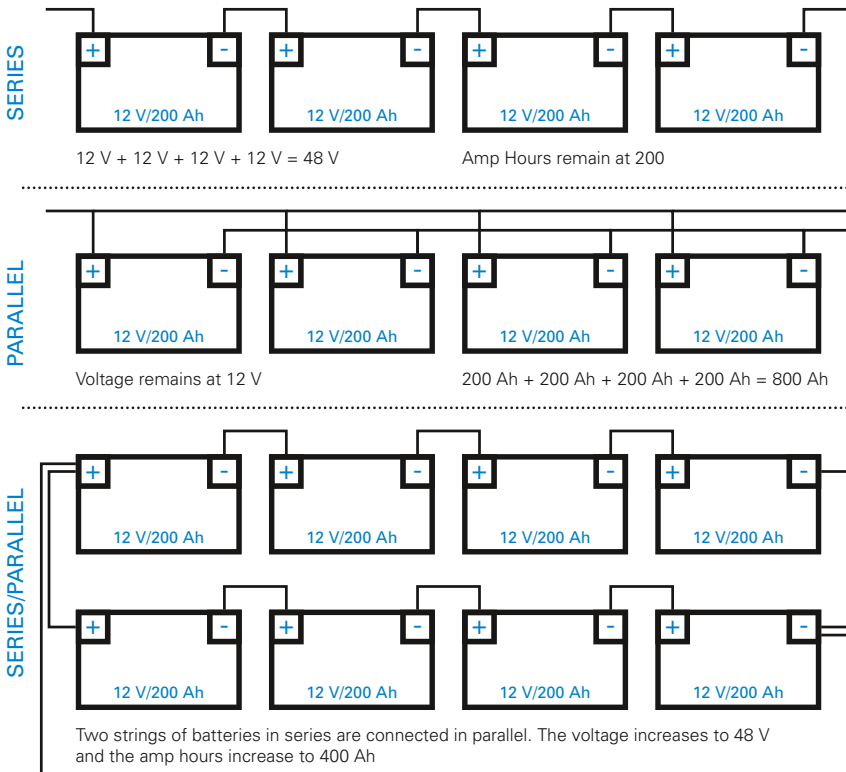 SERIES
+ - + - + - + -
12 V/200 Ah 12 V/200 Ah 12 V/200 Ah 12 V/200 Ah
12 V + 12 V + 12 V + 12 V = 48 V
Amp Hours remain at 200
PARALLEL
+ - + - + - + -
12 V/200 Ah 12 V/200 Ah 12 V/200 Ah 12 V/200 Ah
Voltage remains at 12 V
200 Ah + 200 Ah + 200 Ah + 200 Ah = 800 Ah
SERIES/PARALLEL
+ - + - + - + -
12 V/200 Ah 12 V/200 Ah 12 V/200 Ah 12 V/200 Ah
+ - + - + - + -
12 V/200 Ah 12 V/200 Ah 12 V/200 Ah 12 V/200 Ah
Two strings of batteries in series are connected in parallel. The voltage increases to 48 V
and the amp hours increase to 400 Ah